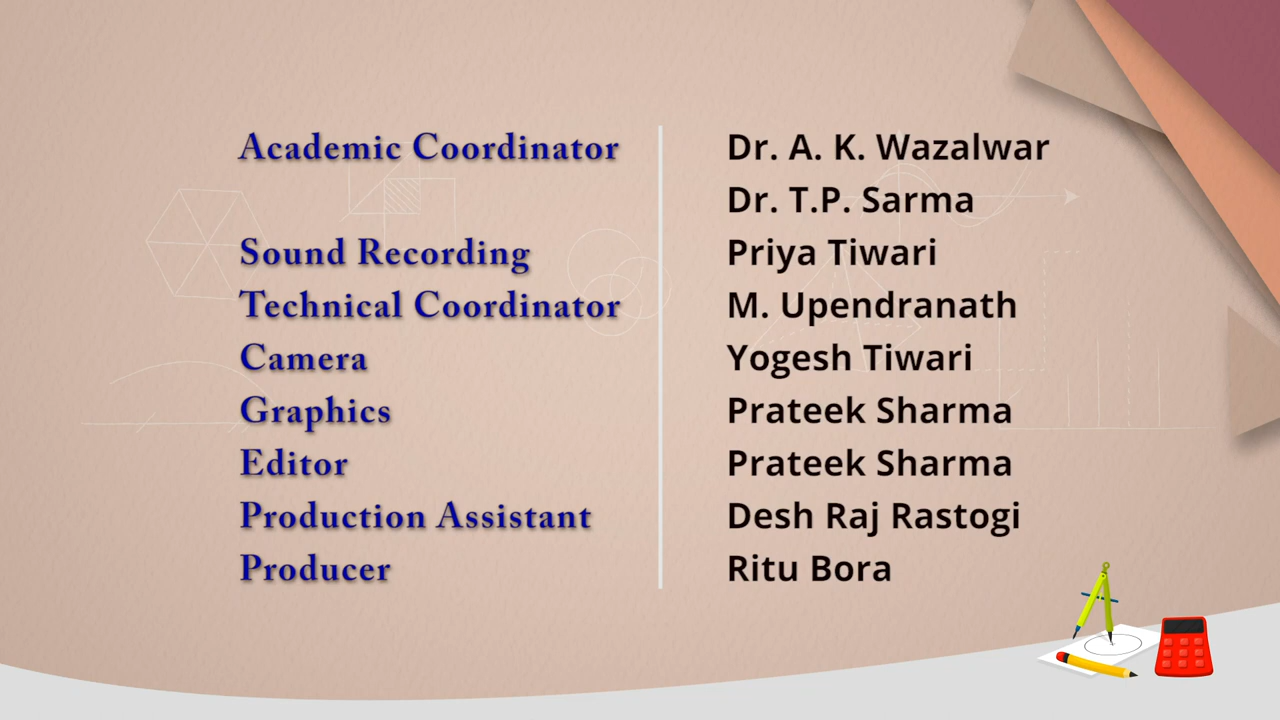 Academic Coordinator Dr. A. K. Wazalwar
Dr. T.P. Sarma
Sound Recording Priya Tiwari
Technical Coordinator M. Upendranath
Camera Yogesh Tiwari
Graphics Prateek Sharma
Editor Prateek Sharma
Production Assistant Desh Raj Rastogi
Producer Ritu Bora